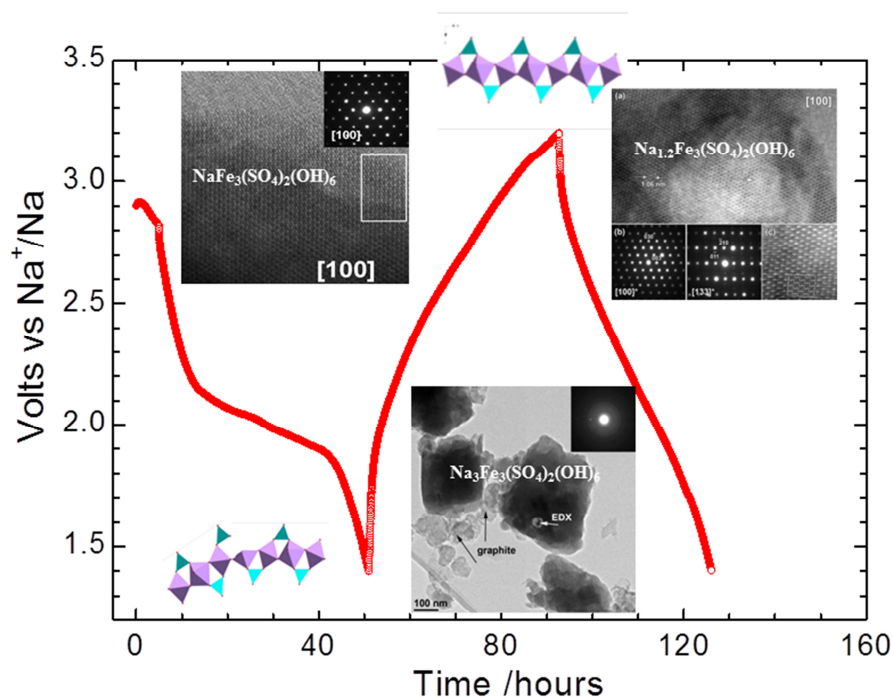 3.5
3.0
2.5
2.0
1.5
Volts vs Na⁺/Na
[100]
NaFe₃(SO₄)₂(OH)₆
[100]
(a)
[100]
Na₁.₂Fe₃(SO₄)₂(OH)₆
1.06 nm
(b)
[100]*
[133]*
(c)
Na₃Fe₃(SO₄)₂(OH)₆
EDX
graphite
100 nm
0
40
80
120
160
Time /hours